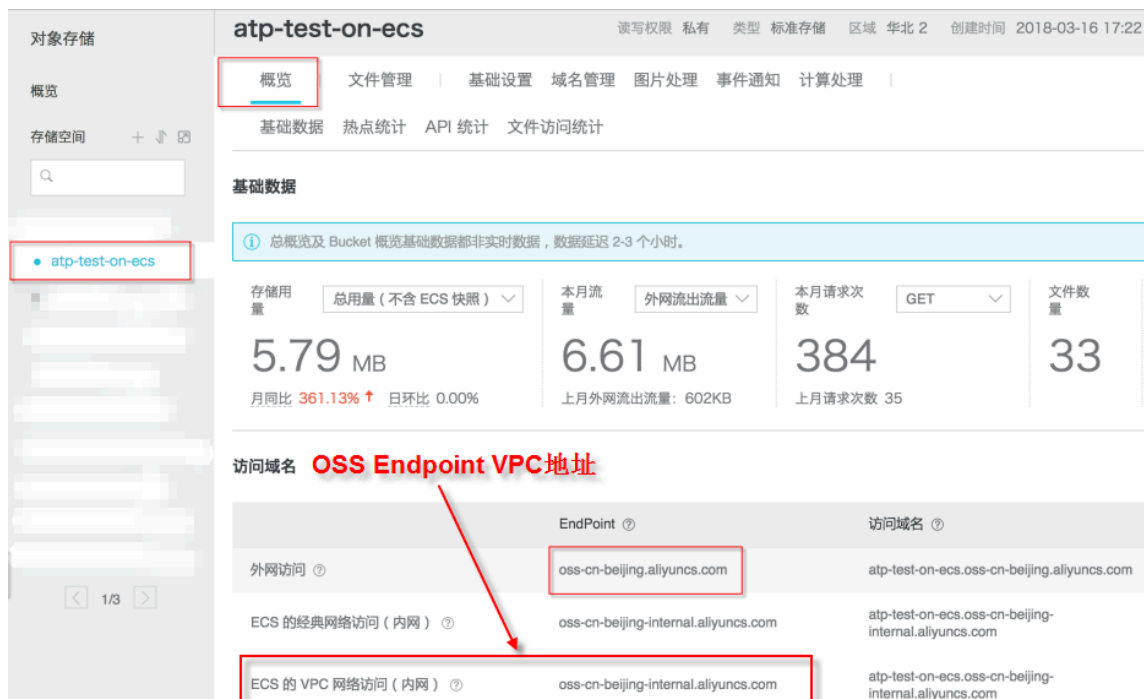 对象存储
概览
存储空间
atp-test-on-ecs
1/3
atp-test-on-ecs 读写权限 私有 类型 标准存储 区域 华北 2 创建时间 2018-03-16 17:22
概览 文件管理 基础设置 域名管理 图片处理 事件通知 计算处理
基础数据 热点统计 API 统计 文件访问统计
基础数据
总概览及 Bucket 概览基础数据都非实时数据,数据延迟 2-3 个小时。
存储用量 总用量(不含 ECS 快照)
5.79 MB
月同比 361.13% 日环比 0.00%
本月流量 外网流出流量
6.61 MB
上月外网流出流量:602KB
本月请求次数 GET
384
上月请求次数 35
文件数量
33
访问域名 OSS Endpoint VPC地址
EndPoint 访问域名
外网访问 oss-cn-beijing.aliyuncs.com atp-test-on-ecs.oss-cn-beijing.aliyuncs.com
ECS 的经典网络访问(内网) oss-cn-beijing-internal.aliyuncs.com atp-test-on-ecs.oss-cn-beijing-
internal.aliyuncs.com
ECS 的 VPC 网络访问(内网) oss-cn-beijing-internal.aliyuncs.com atp-test-on-ecs.oss-cn-beijing-
internal.aliyuncs.com